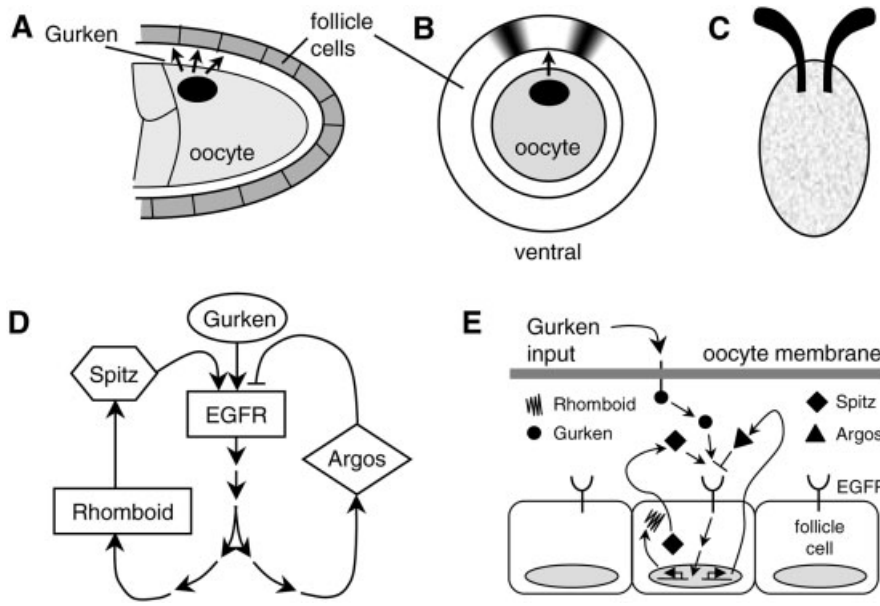 A
Gurken
follicle
cells
oocyte
B
oocyte
ventral
C
D
Gurken
Spitz
EGFR
Argos
Rhomboid
E
Gurken
input
oocyte membrane
Rhomboid
Spitz
Gurken
Argos
EGFR
follicle
cell